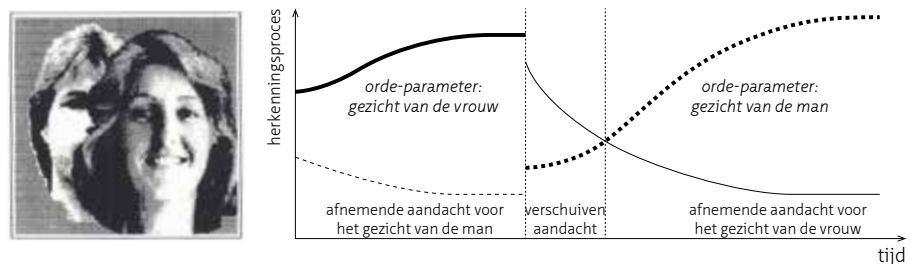 herkenningsproces
orde-parameter:
gezicht van de vrouw
orde-parameter:
gezicht van de man
afnemende aandacht voor
het gezicht van de man
verschuiven
aandacht
afnemende aandacht voor
het gezicht van de vrouw
tijd